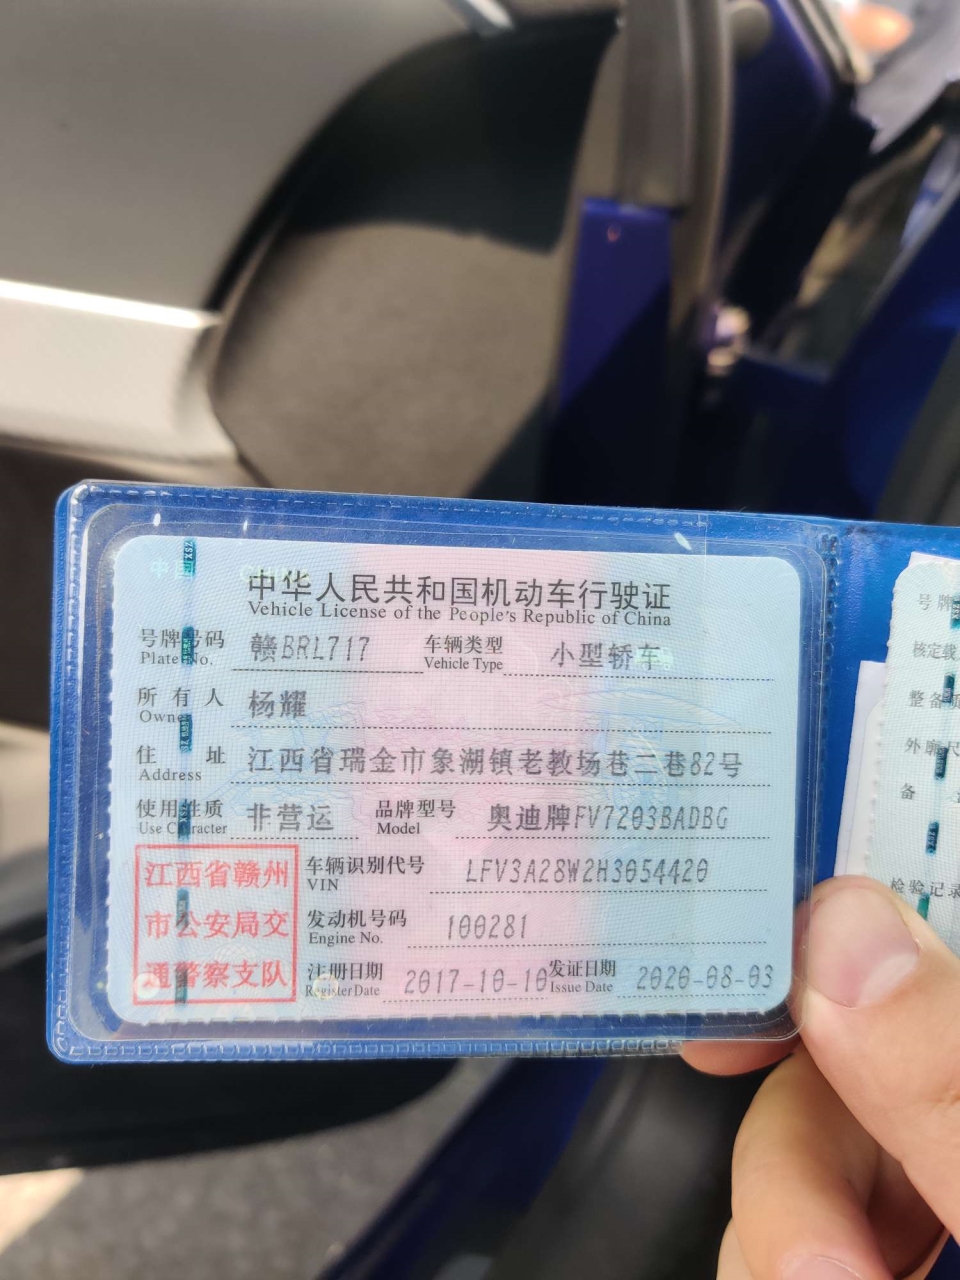 中华人民共和国机动车行驶证
Vehicle License of the People's Republic of China
号牌号码 赣BRL717 车辆类型 小型轿车
Plate No. Vehicle Type
所有人 杨耀
Owner
住址 江西省瑞金市象湖镇老教场巷二巷82号
Address
使用性质 非营运 品牌型号 奥迪牌FV7203BADBG
Use Character Model
江西省赣州
市公安局交
通警察支队
车辆识别代号 LFV3A28W2H3054420
VIN
发动机号码 100281
Engine No.
注册日期 2017-10-10 发证日期 2020-08-03
Register Date Issue Date
号牌
核定载
整备质
外廓尺
备
检验记录